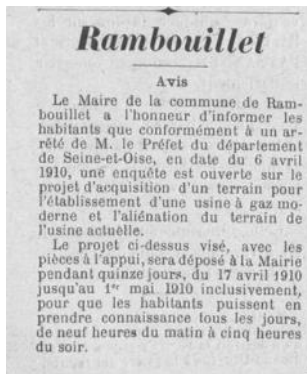 Rambouillet
Avis
Le Maire de la commune de Ram-
bouillet a l'honneur d'informer les
habitants que conformément à un ar-
rêté de M. le Préfet du département
de Seine-et-Oise, en date du 6 avril
1910, une enquête est ouverte sur le
projet d'acquisition d'un terrain pour
l'établissement d'une usine à gaz mo-
derne et l'aliénation du terrain de
l'usine actuelle.
Le projet ci-dessus visé, avec les
pièces à l'appui, sera déposé à la Mairie
pendant quinze jours, du 17 avril 1910
jusqu'au 1er mai 1910 inclusivement,
pour que les habitants puissent en
prendre connaissance tous les jours,
de neuf heures du matin à cinq heures
du soir.